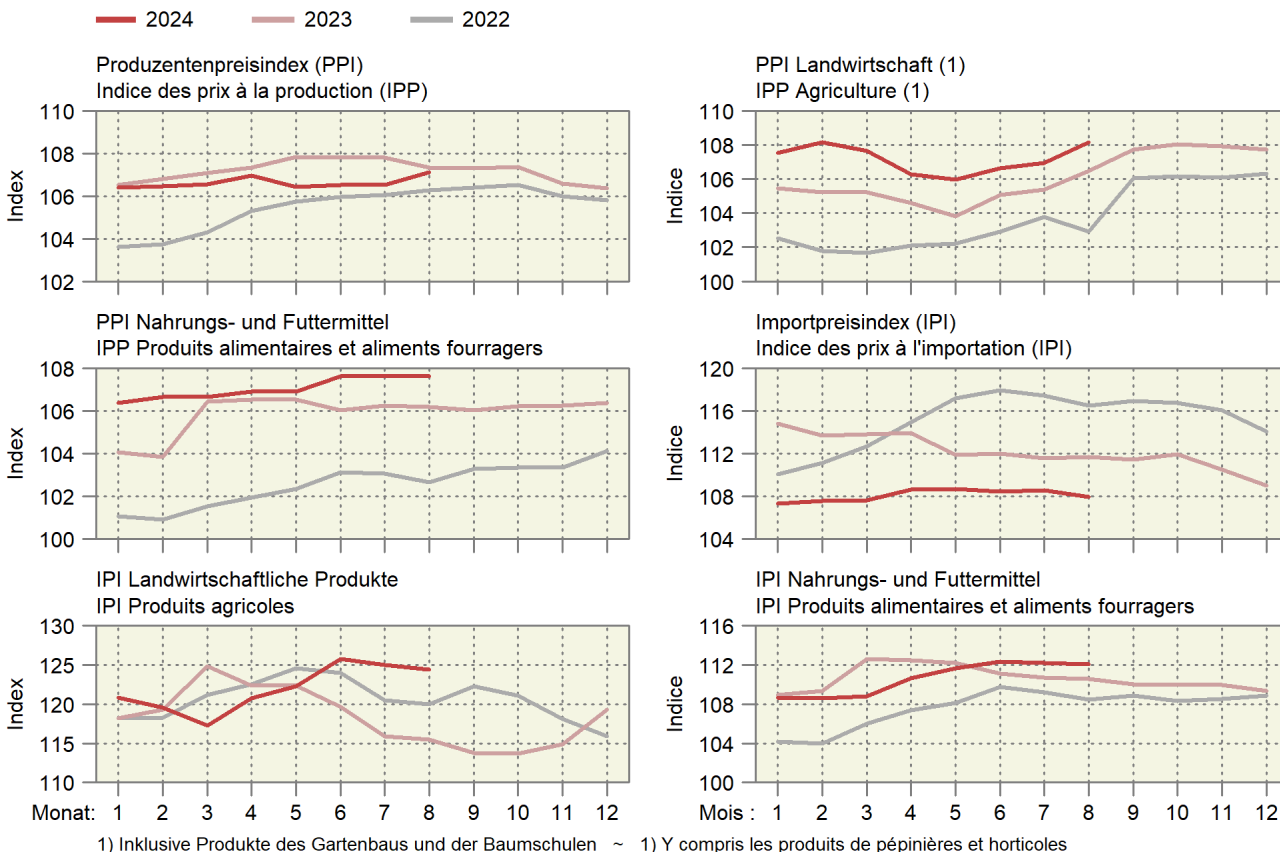 2024 2023 2022
Produzentenpreisindex (PPI)
Indice des prix à la production (IPP)
110
108
106
104
102
Index
PPI Landwirtschaft (1)
IPP Agriculture (1)
110
108
106
104
102
100
Indice
PPI Nahrungs- und Futtermittel
IPP Produits alimentaires et aliments fourragers
108
106
104
102
100
Index
Importpreisindex (IPI)
Indice des prix à l'importation (IPI)
120
116
112
108
104
Indice
IPI Landwirtschaftliche Produkte
IPI Produits agricoles
130
125
120
115
110
Index
Monat: 1 2 3 4 5 6 7 8 9 10 11 12
IPI Nahrungs- und Futtermittel
IPI Produits alimentaires et aliments fourragers
116
112
108
104
100
Indice
Mois : 1 2 3 4 5 6 7 8 9 10 11 12
1) Inklusive Produkte des Gartenbaus und der Baumschulen ~ 1) Y compris les produits de pépinières et horticoles